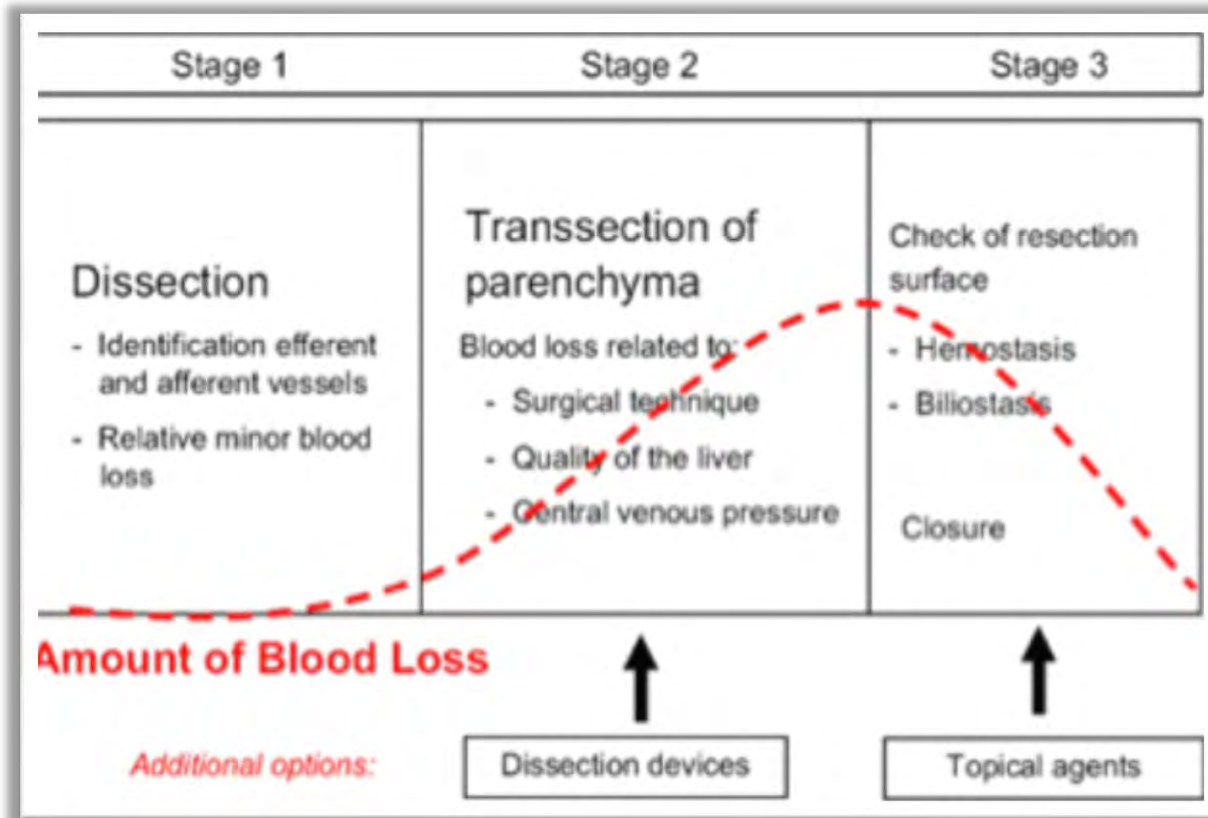 Stage 1
Stage 2
Stage 3
Dissection
- Identification efferent
and afferent vessels
- Relative minor blood
loss
Transsection of
parenchyma
Blood loss related to:
- Surgical technique
- Quality of the liver
- Central venous pressure
Check of resection
surface
- Hemostasis
- Biliostasis
Closure
Amount of Blood Loss
Additional options:
Dissection devices
Topical agents